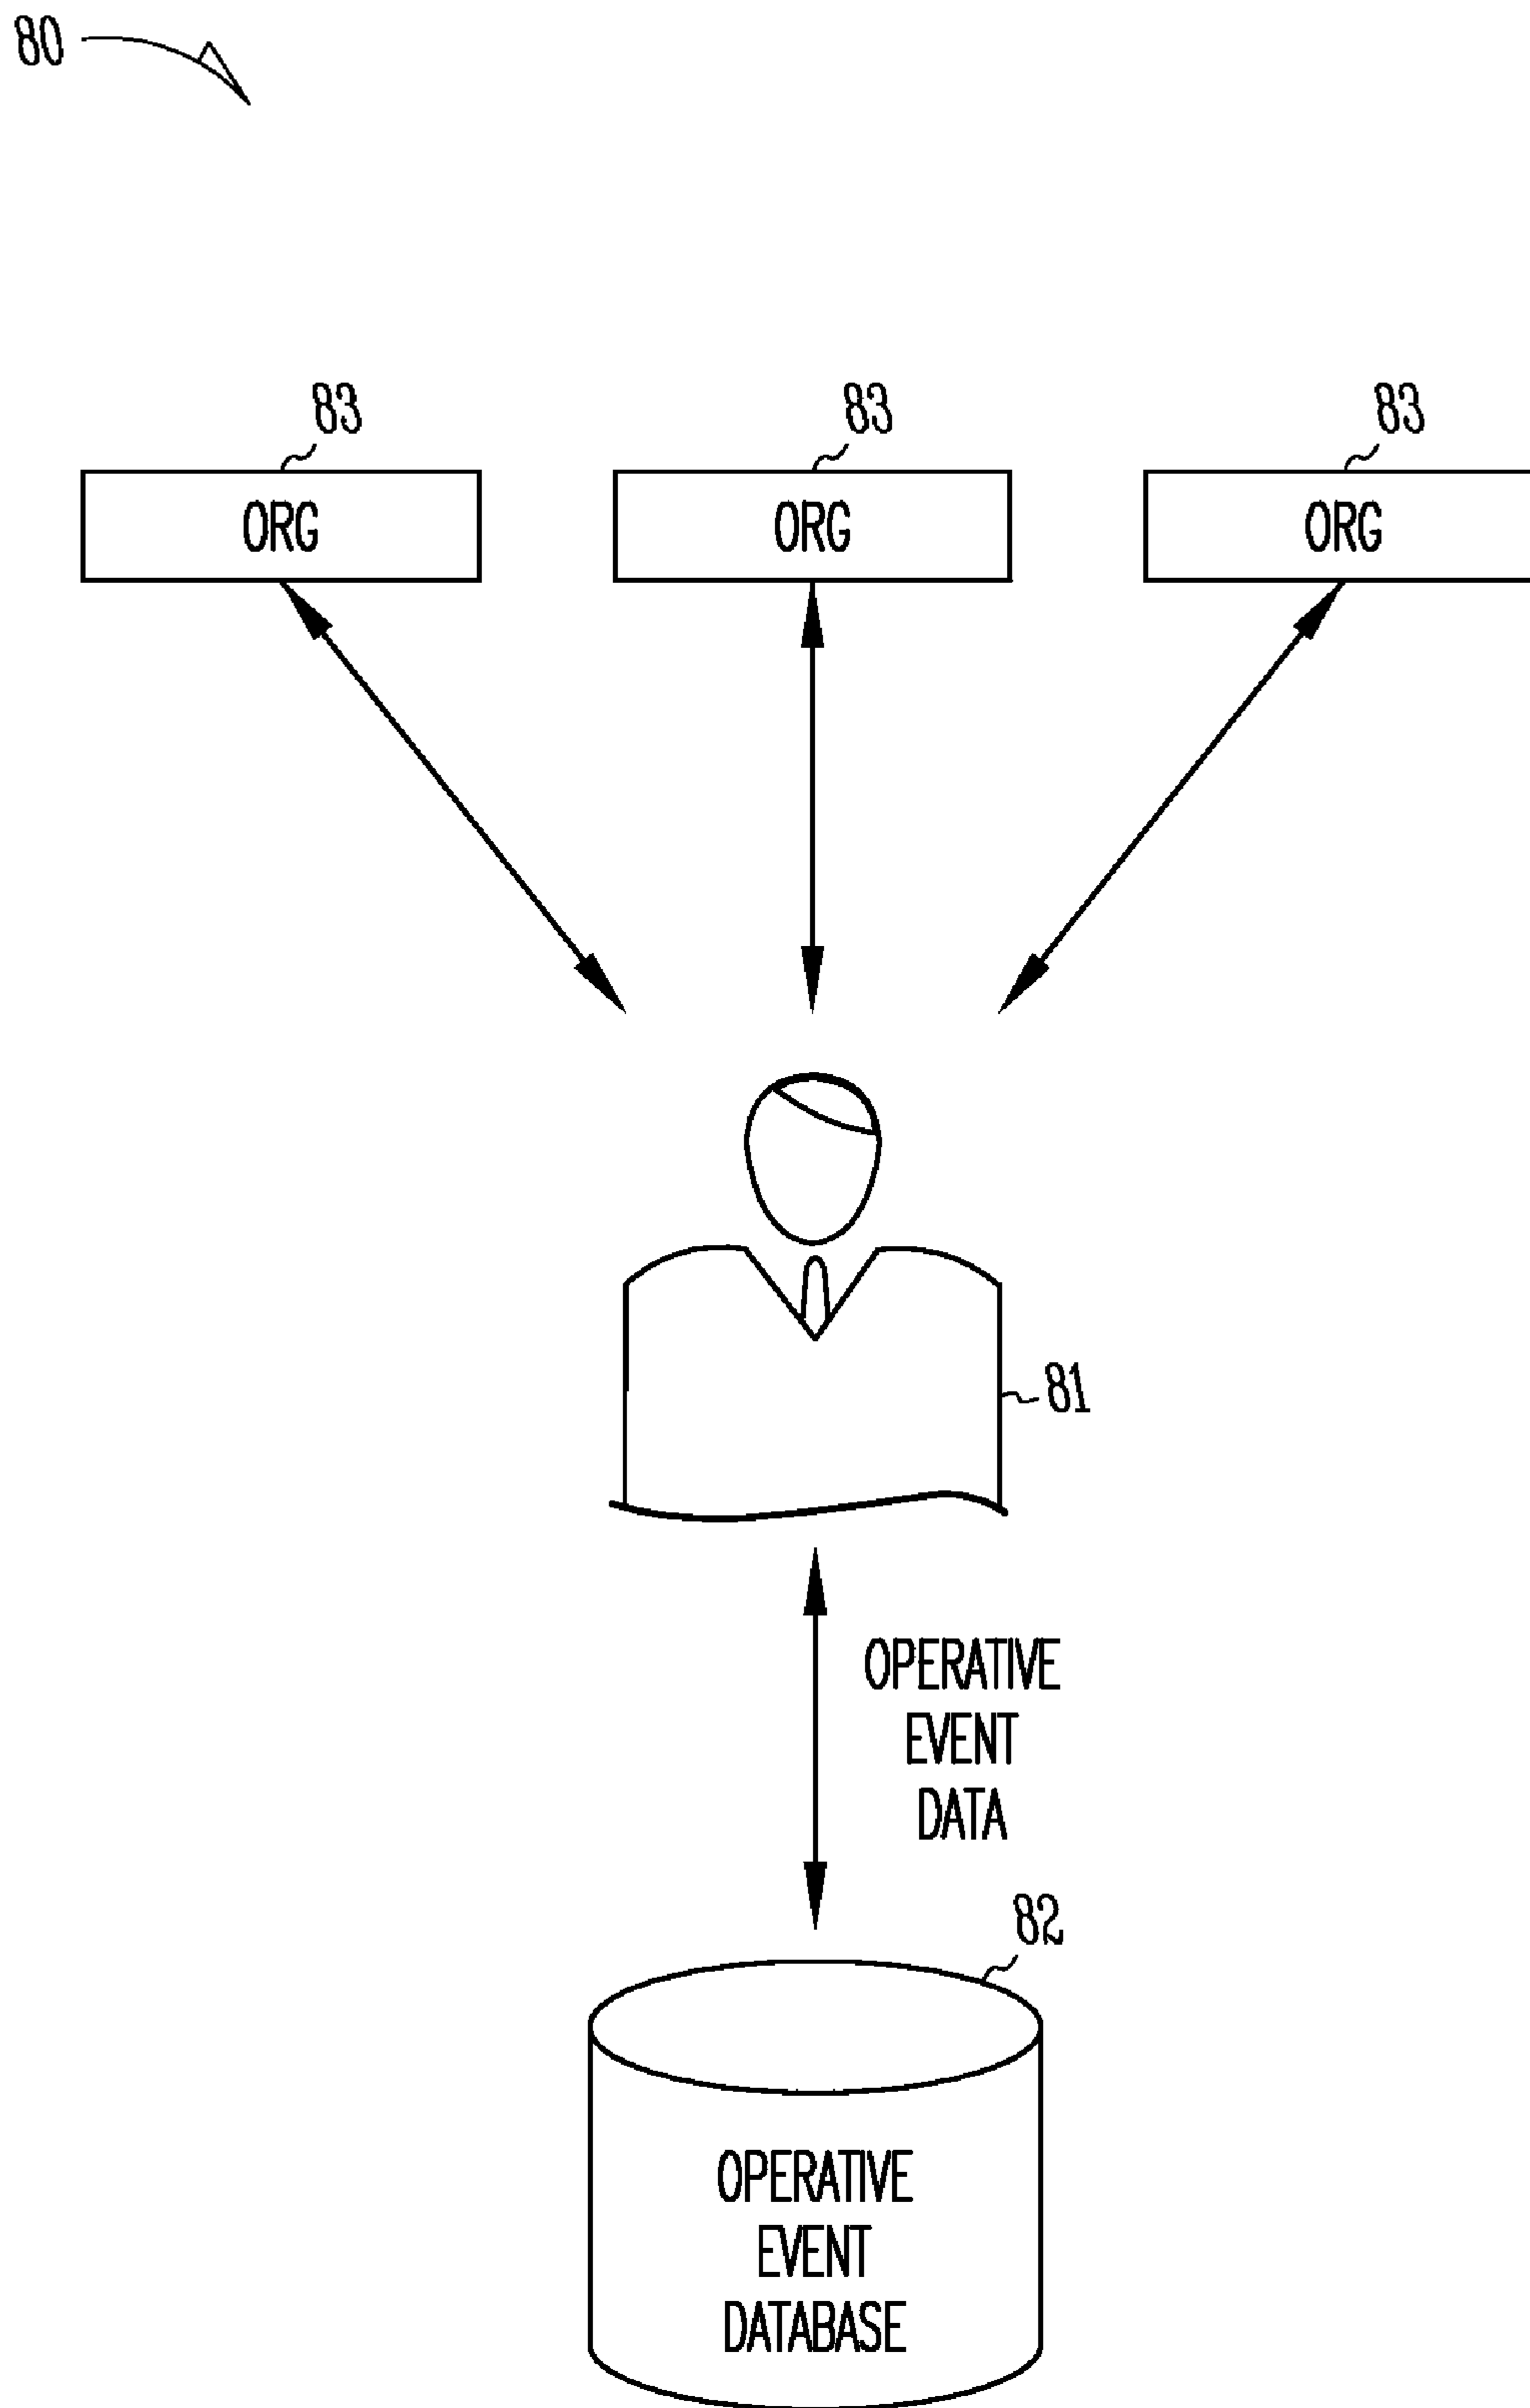 80
83 83 83
ORG ORG ORG
81
OPERATIVE
EVENT
DATA
82
OPERATIVE
EVENT
DATABASE